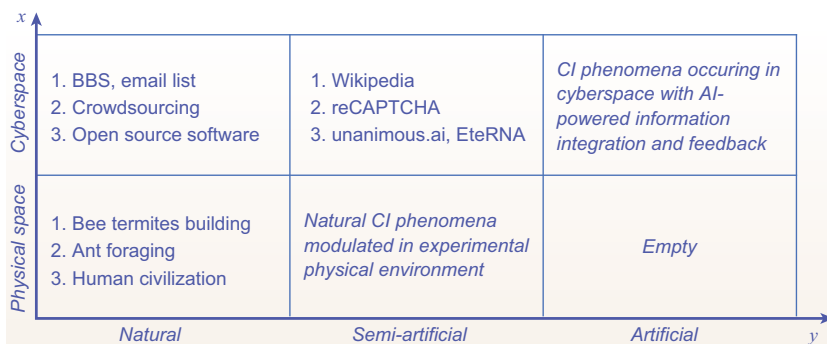 x
Cyberspace
1. BBS, email list
2. Crowdsourcing
3. Open source software
1. Wikipedia
2. reCAPTCHA
3. unanimous.ai, EteRNA
CI phenomena occuring in
cyberspace with AI-
powered information
integration and feedback
Physical space
1. Bee termites building
2. Ant foraging
3. Human civilization
Natural CI phenomena
modulated in experimental
physical environment
Empty
Natural
Semi-artificial
Artificial
y